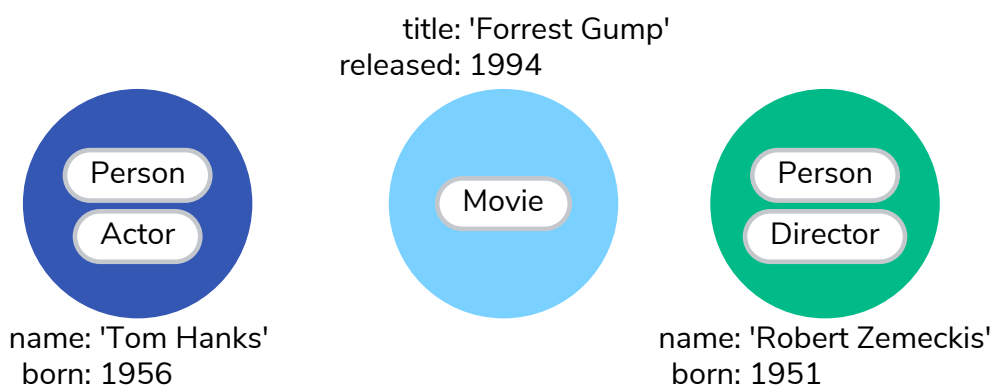 title: 'Forrest Gump'
released: 1994
Person
Actor
Movie
Person
Director
name: 'Tom Hanks'
born: 1956
name: 'Robert Zemeckis'
born: 1951